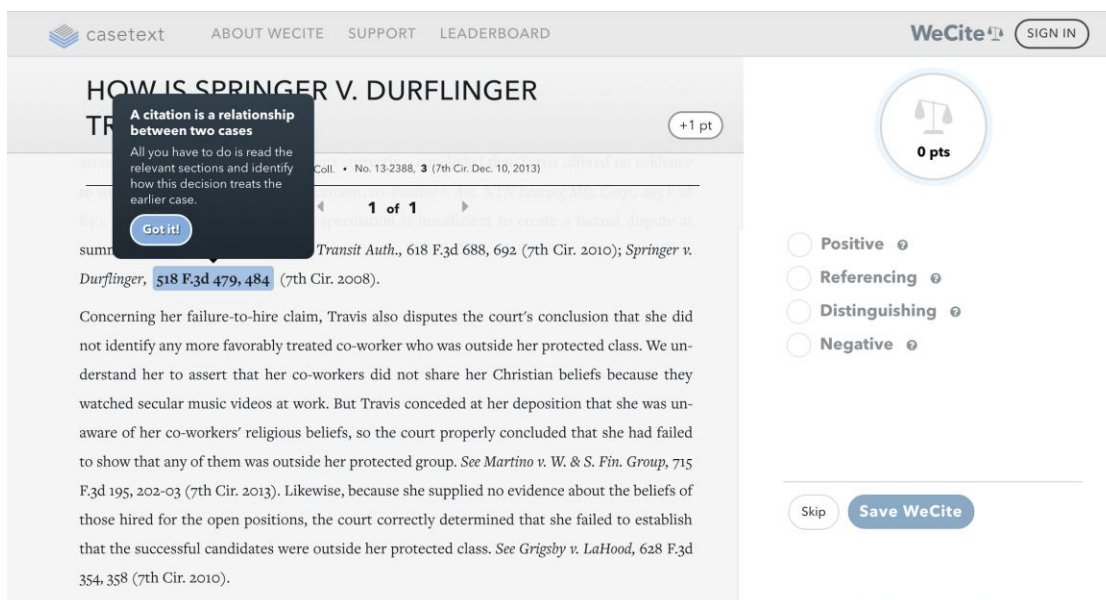 casetext ABOUT WECITE SUPPORT LEADERBOARD WeCite SIGN IN
HOW IS SPRINGER V. DURFLINGER
TR
+1 pt
A citation is a relationship
between two cases
All you have to do is read the
relevant sections and identify
how this decision treats the
earlier case.
Got it!
Coll. • No. 13-2388, 3 (7th Cir. Dec. 10, 2013)
1 of 1
speculation is insufficient to create a factual dispute at
summ Transit Auth., 618 F.3d 688, 692 (7th Cir. 2010); Springer v.
Durflinger, 518 F.3d 479, 484 (7th Cir. 2008).
Concerning her failure-to-hire claim, Travis also disputes the court's conclusion that she did
not identify any more favorably treated co-worker who was outside her protected class. We un-
derstand her to assert that her co-workers did not share her Christian beliefs because they
watched secular music videos at work. But Travis conceded at her deposition that she was un-
aware of her co-workers' religious beliefs, so the court properly concluded that she had failed
to show that any of them was outside her protected group. See Martino v. W. & S. Fin. Group, 715
F.3d 195, 202-03 (7th Cir. 2013). Likewise, because she supplied no evidence about the beliefs of
those hired for the open positions, the court correctly determined that she failed to establish
that the successful candidates were outside her protected class. See Grigsby v. LaHood, 628 F.3d
354, 358 (7th Cir. 2010).
0 pts
Positive ?
Referencing ?
Distinguishing ?
Negative ?
Skip Save WeCite